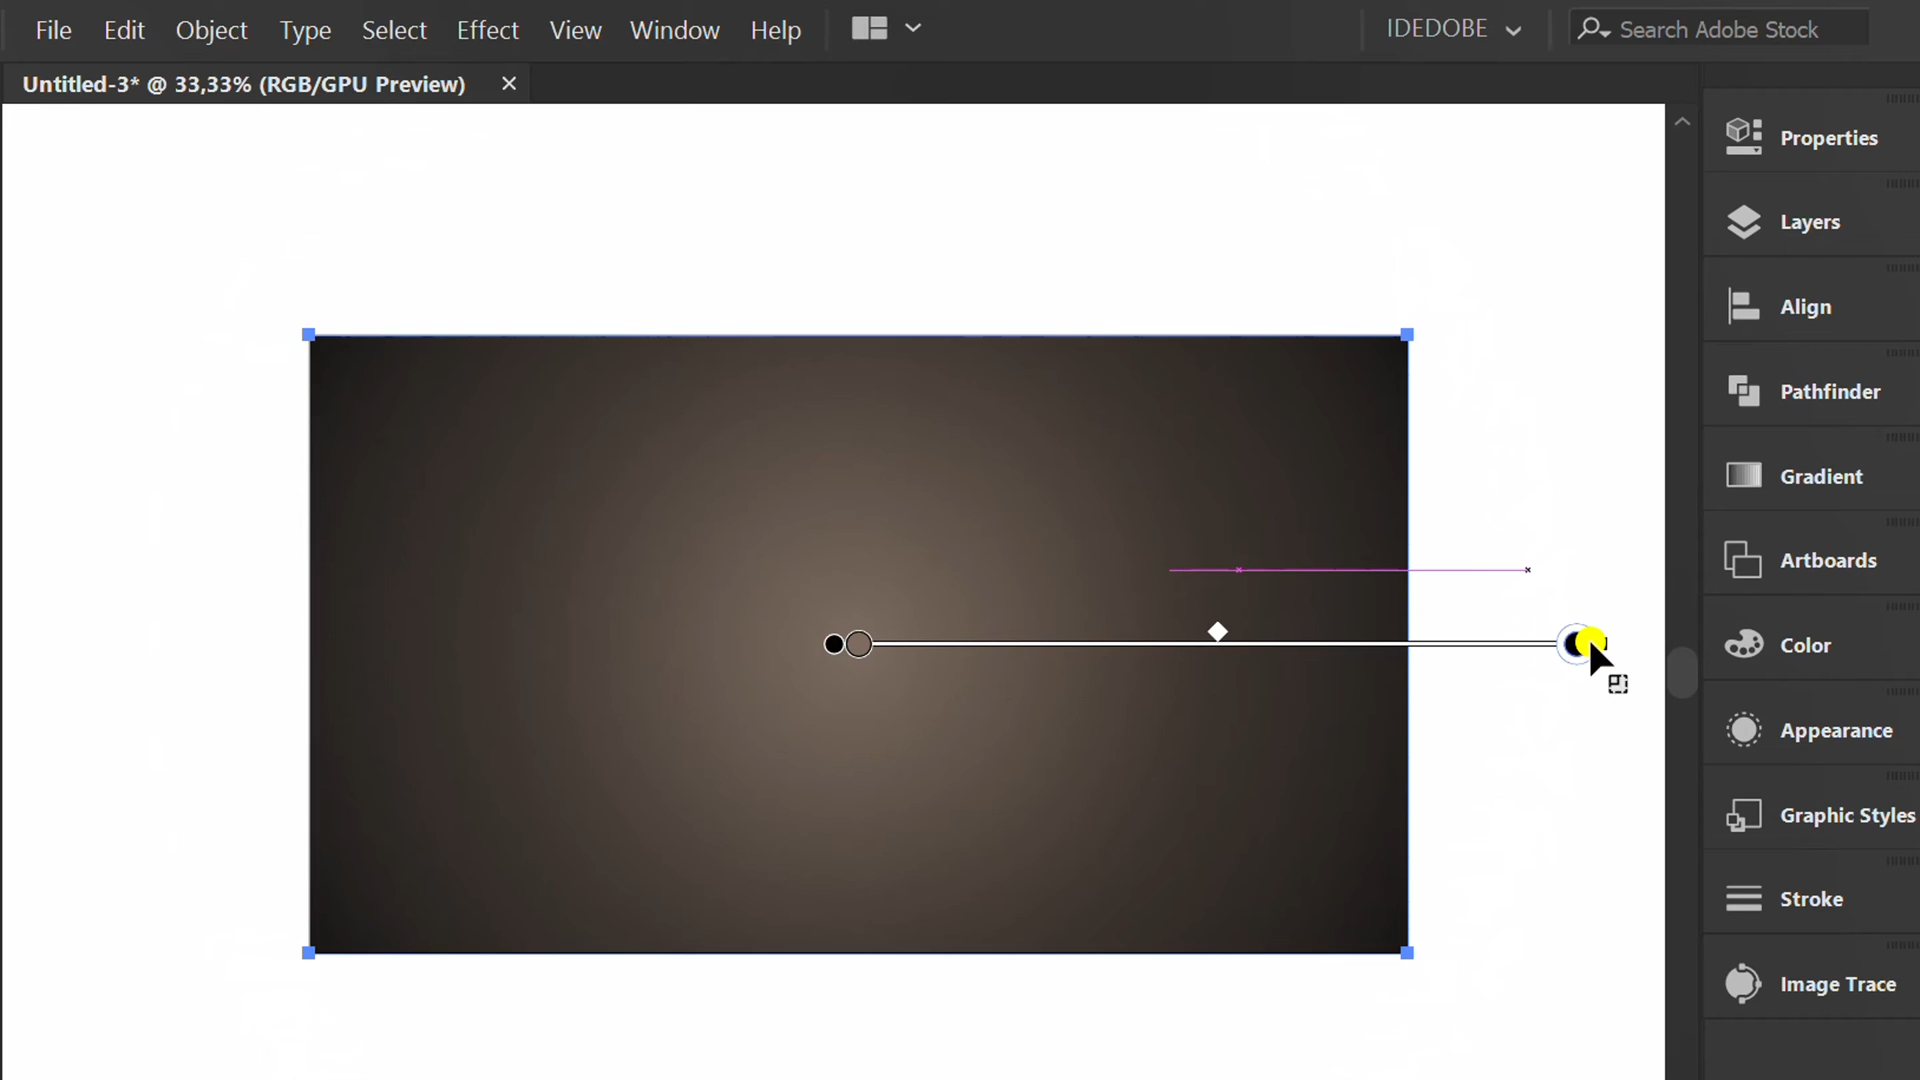 File Edit Object Type Select Effect View Window Help IDEDOBE Search Adobe Stock
Untitled-3* @ 33,33% (RGB/GPU Preview)
Properties
Layers
Align
Pathfinder
Gradient
Artboards
Color
Appearance
Graphic Styles
Stroke
Image Trace